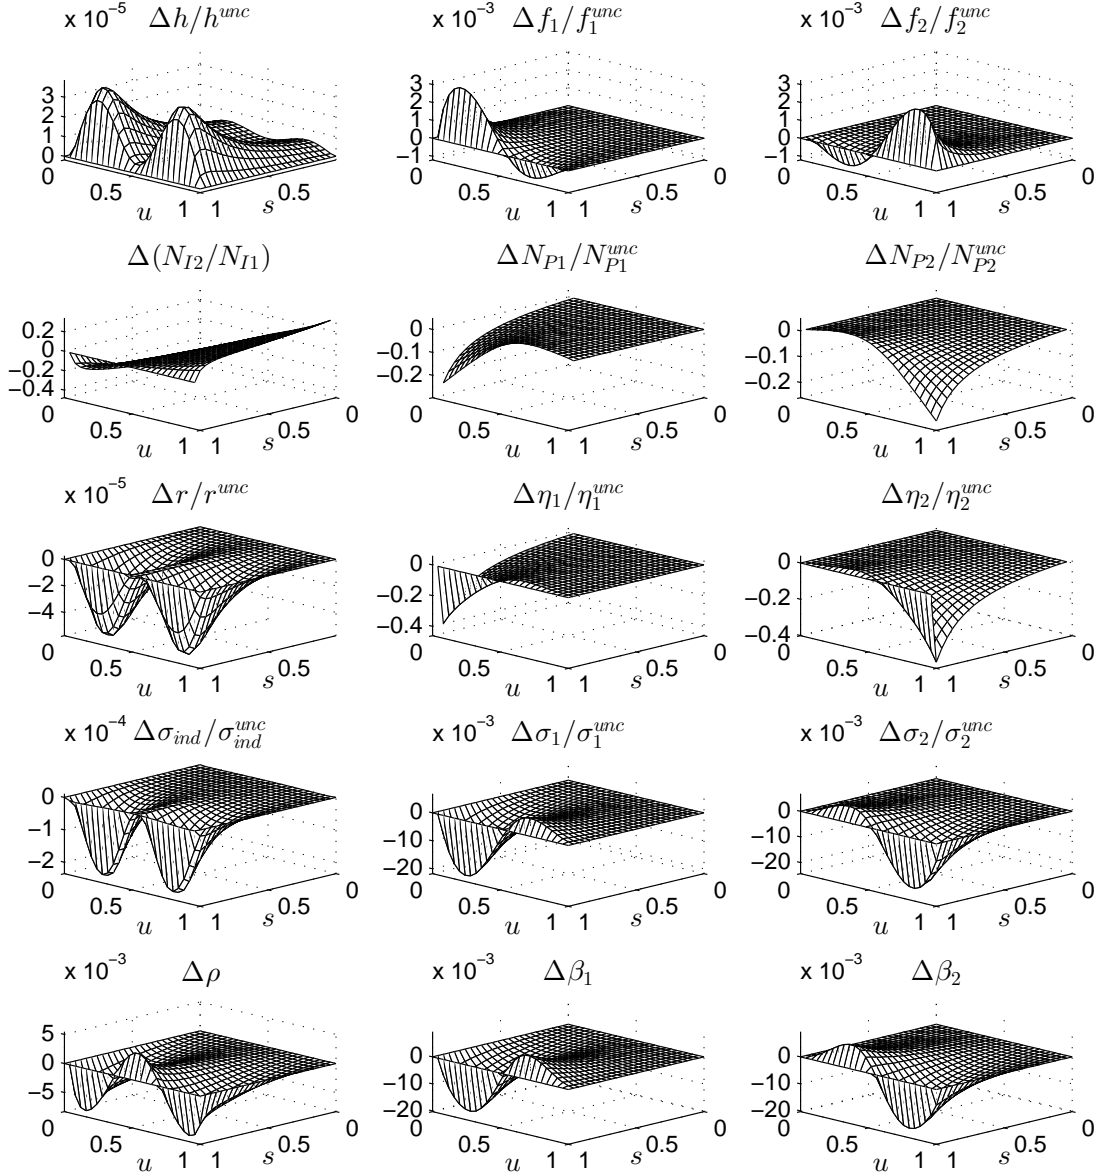 x 10⁻⁵ Δh/h^unc x 10⁻³ Δf₁/f₁^unc x 10⁻³ Δf₂/f₂^unc
3 3 3
2 2 2
1 1 1
0 0 0
−1 −1
0 0.5 1 u 1 0.5 0 s
0 0.5 1 u 1 0.5 0 s
0 0.5 1 u 1 0.5 0 s
Δ(N_I2/N_I1) ΔN_P1/N_P1^unc ΔN_P2/N_P2^unc
0.2 0 0
0 −0.1 −0.1
−0.2 −0.2 −0.2
−0.4
0 0.5 1 u 1 0.5 0 s
0 0.5 1 u 1 0.5 0 s
0 0.5 1 u 1 0.5 0 s
x 10⁻⁵ Δr/r^unc Δη₁/η₁^unc Δη₂/η₂^unc
0 0 0
−2 −0.2 −0.2
−4 −0.4 −0.4
0 0.5 1 u 1 0.5 0 s
0 0.5 1 u 1 0.5 0 s
0 0.5 1 u 1 0.5 0 s
x 10⁻⁴ Δσ_ind/σ_ind^unc x 10⁻³ Δσ₁/σ₁^unc x 10⁻³ Δσ₂/σ₂^unc
0 0 0
−1 −10 −10
−2 −20 −20
0 0.5 1 u 1 0.5 0 s
0 0.5 1 u 1 0.5 0 s
0 0.5 1 u 1 0.5 0 s
x 10⁻³ Δρ x 10⁻³ Δβ₁ x 10⁻³ Δβ₂
5 0 0
0 −10 −10
−5 −20 −20
0 0.5 1 u 1 0.5 0 s
0 0.5 1 u 1 0.5 0 s
0 0.5 1 u 1 0.5 0 s